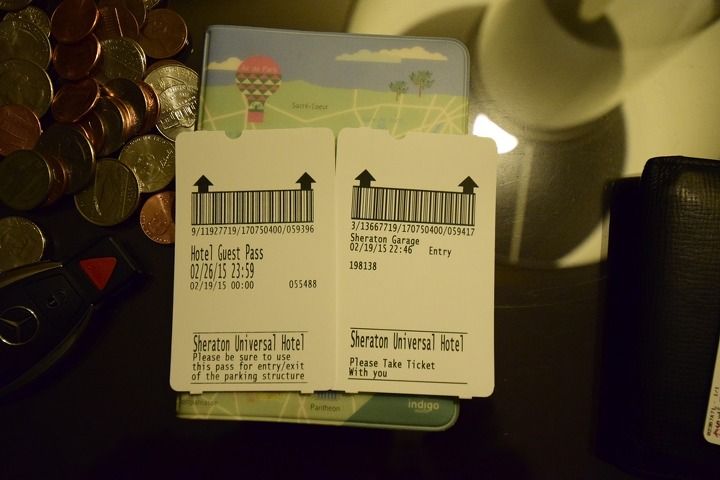 Air de Paris
Sacré-Coeur
9/11927719/170750400/059396
Hotel Guest Pass
02/26/15 23:59
02/19/15 00:00 055488
Sheraton Universal Hotel
Please be sure to use
this pass for entry/exit
of the parking structure
3/13667719/170750400/059417
Sheraton Garage
02/19/15 22:46 Entry
198138
Sheraton Universal Hotel
Please Take Ticket
With you
Pantheon
indigo